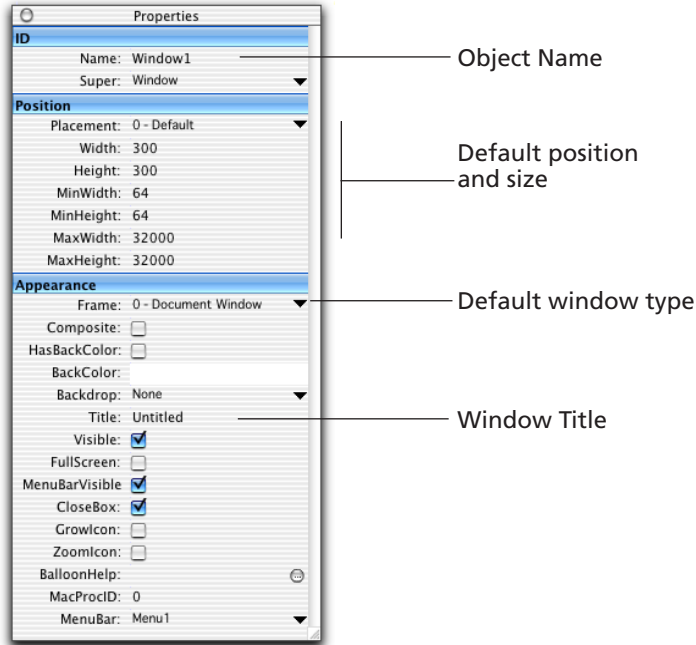 Properties
ID
Name: Window1
Object Name
Super: Window
Position
Placement: 0 - Default
Width: 300
Height: 300
MinWidth: 64
MinHeight: 64
MaxWidth: 32000
MaxHeight: 32000
Default position
and size
Appearance
Frame: 0 - Document Window
Default window type
Composite:
HasBackColor:
BackColor:
Backdrop: None
Title: Untitled
Window Title
Visible:
FullScreen:
MenuBarVisible
CloseBox:
GrowIcon:
ZoomIcon:
BalloonHelp:
MacProcID: 0
MenuBar: Menu1